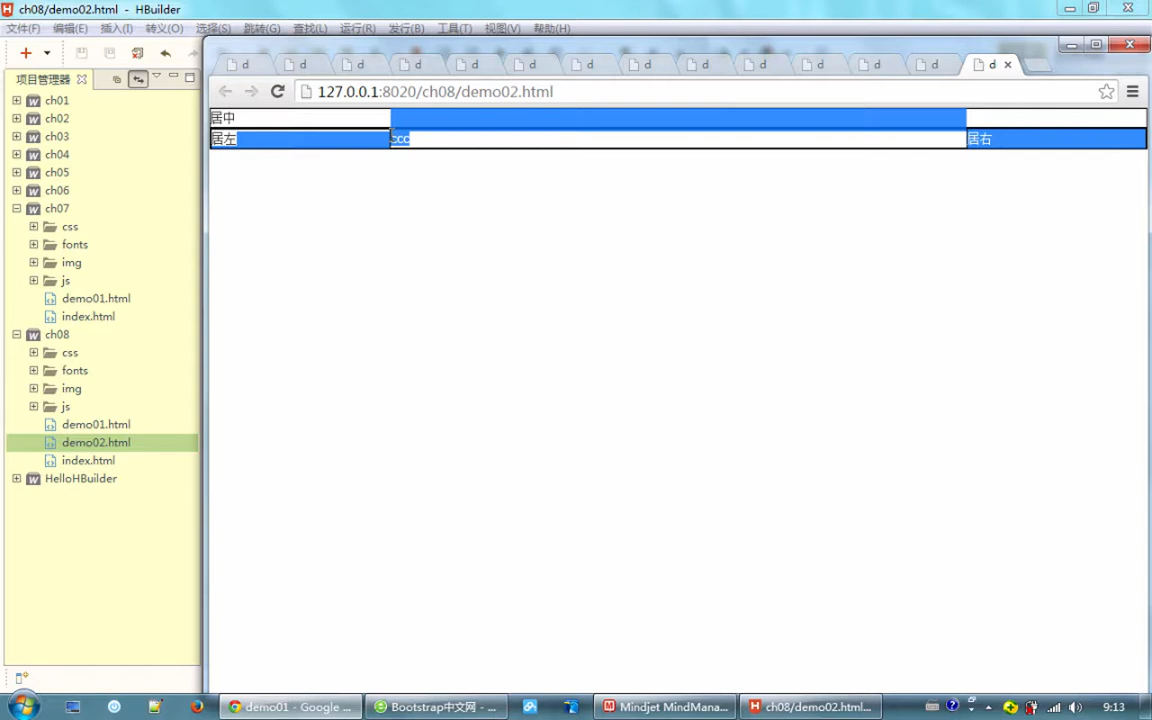 ch08/demo02.html - HBuilder
文件(F) 编辑(E) 插入(I) 转义(O) 选择(S) 跳转(G) 查找(L) 运行(R) 发行(B) 工具(T) 视图(V) 帮助(H)
项目管理器
d d d d d d d d d d d d d d
127.0.0.1:8020/ch08/demo02.html
居中
居左 居右
ch01
ch02
ch03
ch04
ch05
ch06
ch07
css
fonts
img
js
demo01.html
index.html
ch08
css
fonts
img
js
demo01.html
demo02.html
index.html
HelloHBuilder
demo01 - Google ... Bootstrap中文网 - ... Mindjet MindMana... ch08/demo02.html... 9:13